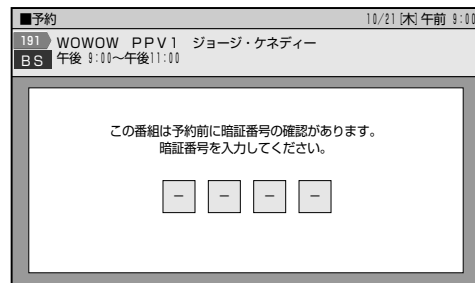 ■予約 10/21[木]午前 9:00
191 WOWOW PPV1 ジョージ・ケネディー
BS 午後 9:00~午後11:00
この番組は予約前に暗証番号の確認があります。
暗証番号を入力してください。
− − − −